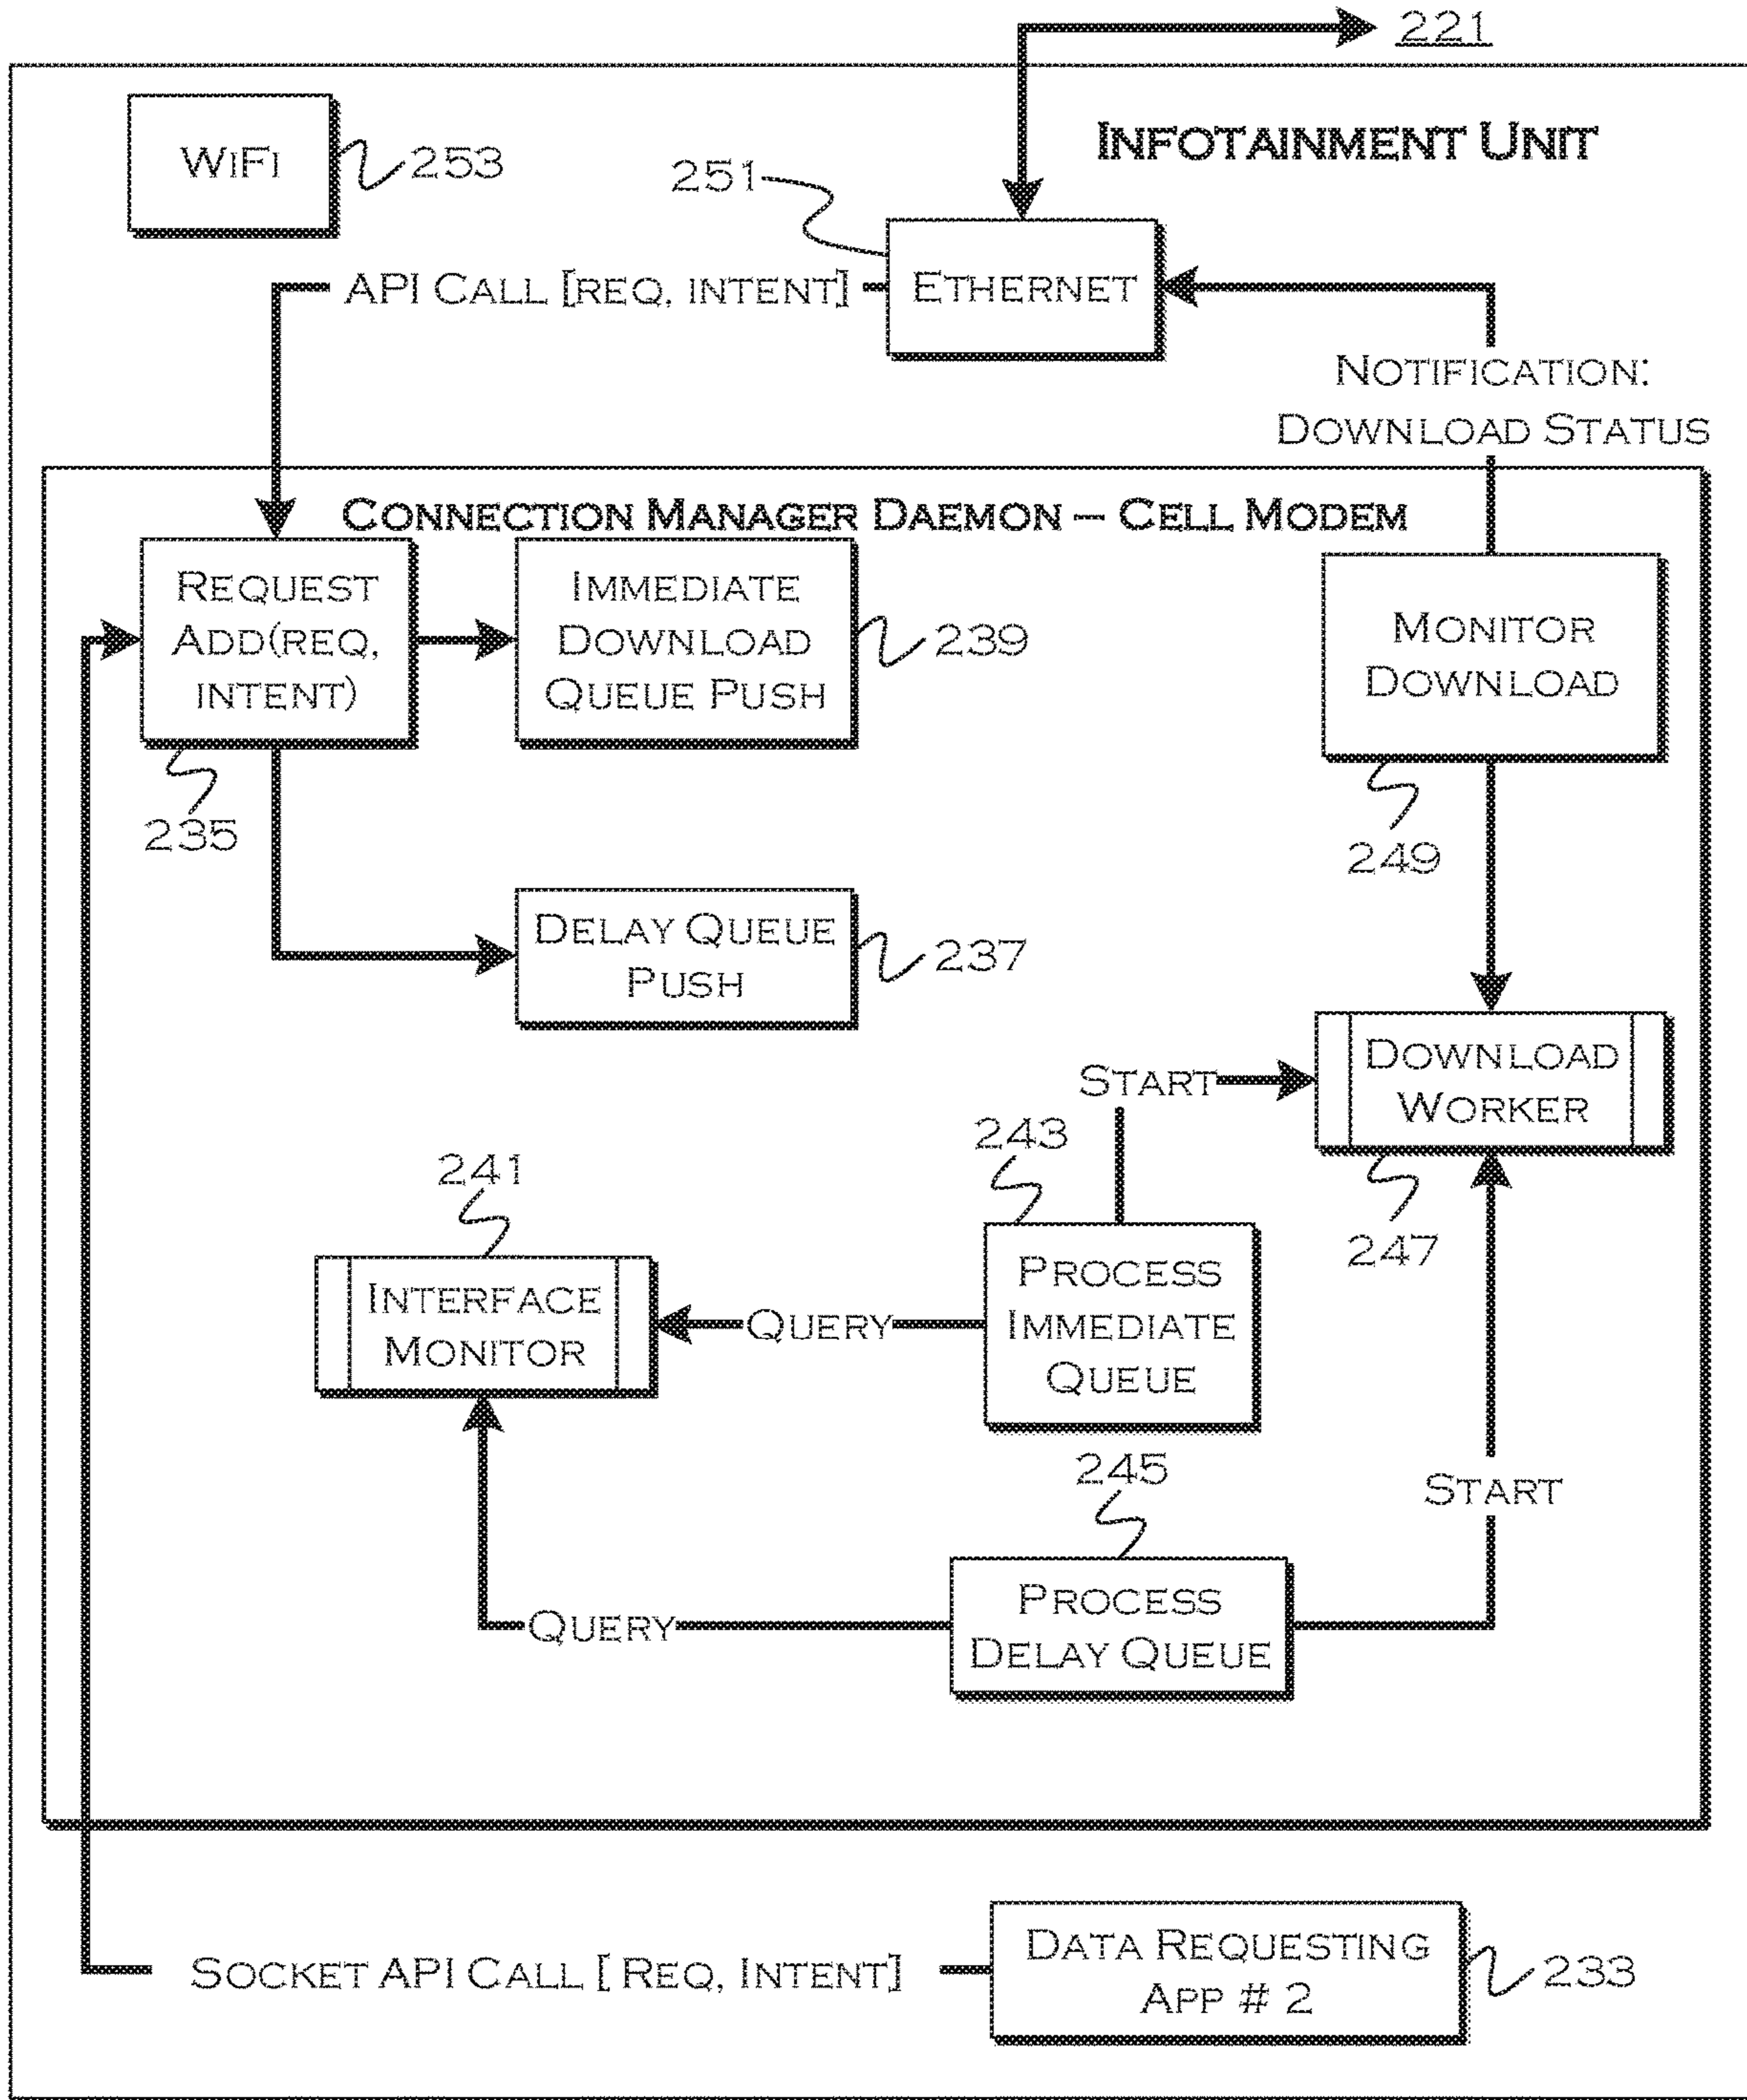 221
INFOTAINMENT UNIT
WIFI
253
251
ETHERNET
API CALL [REQ, INTENT]
NOTIFICATION:
DOWNLOAD STATUS
CONNECTION MANAGER DAEMON – CELL MODEM
REQUEST
ADD(REQ,
INTENT)
235
IMMEDIATE
DOWNLOAD
QUEUE PUSH
239
MONITOR
DOWNLOAD
249
DELAY QUEUE
PUSH
237
DOWNLOAD
WORKER
247
START
243
PROCESS
IMMEDIATE
QUEUE
241
INTERFACE
MONITOR
QUERY
245
PROCESS
DELAY QUEUE
QUERY
START
DATA REQUESTING
APP # 2
233
SOCKET API CALL [ REQ, INTENT]